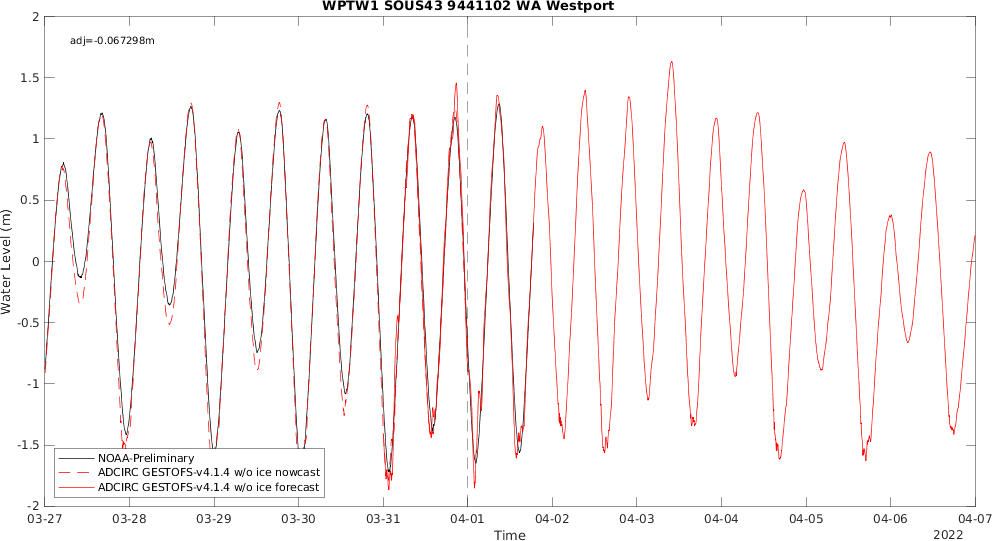 WPTW1 SOUS43 9441102 WA Westport
adj=-0.067298m
2
1.5
1
0.5
0
-0.5
-1
-1.5
-2
Water Level (m)
NOAA-Preliminary
ADCIRC GESTOFS-v4.1.4 w/o ice nowcast
ADCIRC GESTOFS-v4.1.4 w/o ice forecast
03-27 03-28 03-29 03-30 03-31 04-01 04-02 04-03 04-04 04-05 04-06 04-07
Time
2022